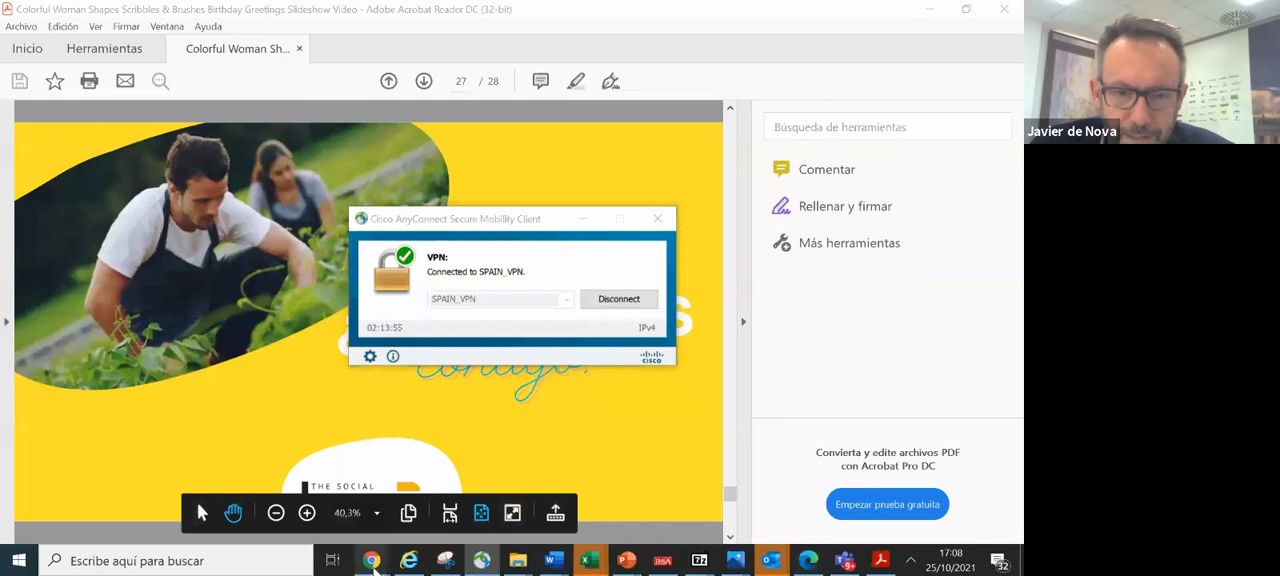 Colorful Woman Shapes Scribbles & Brushes Birthday Greetings Slideshow Video - Adobe Acrobat Reader DC (32-bit)
Archivo Edición Ver Firmar Ventana Ayuda
Inicio Herramientas Colorful Woman Sh... ×
27 / 28
Búsqueda de herramientas
Comentar
Rellenar y firmar
Más herramientas
Javier de Nova
Cisco AnyConnect Secure Mobility Client
VPN:
Connected to SPAIN_VPN.
SPAIN_VPN Disconnect
02:13:55 IPv4
CISCO
contigo.
THE SOCIAL
Convierta y edite archivos PDF
con Acrobat Pro DC
Empezar prueba gratuita
40,3%
Escribe aquí para buscar
RSA
7z
9+
17:08
25/10/2021
32